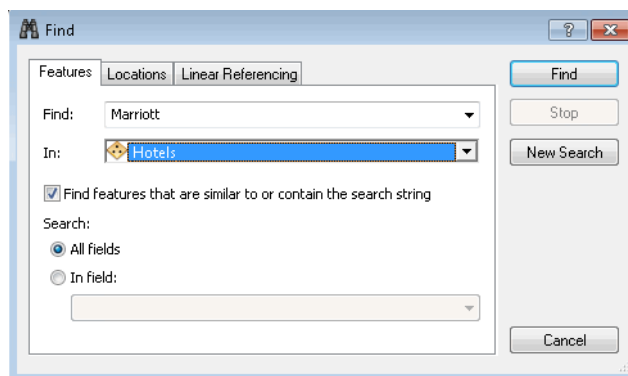 Find
Features Locations Linear Referencing
Find
Find: Marriott
Stop
In: Hotels
New Search
Find features that are similar to or contain the search string
Search:
All fields
In field:
Cancel